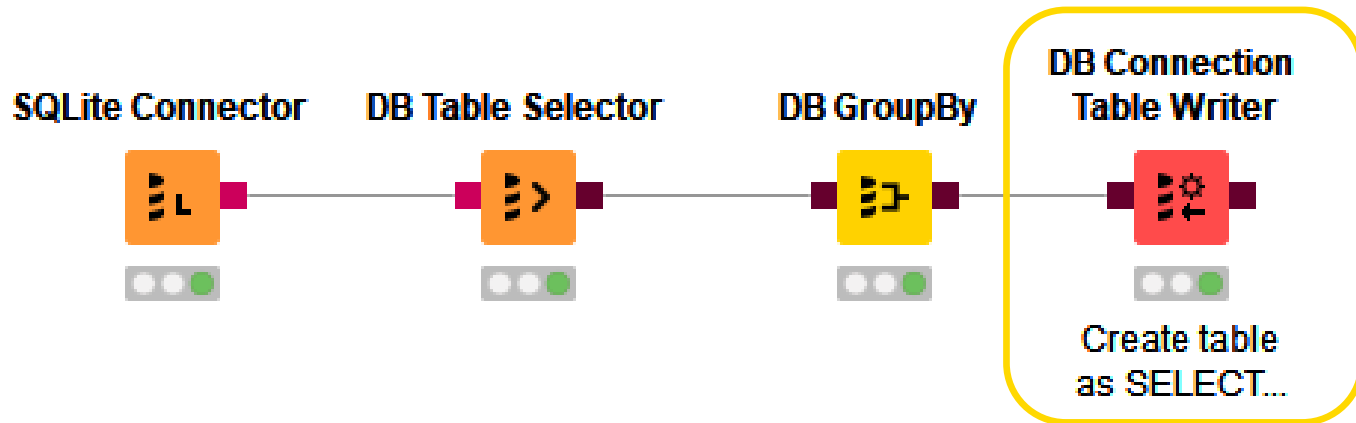 SQLite Connector
DB Table Selector
DB GroupBy
DB Connection
Table Writer
Create table
as SELECT...